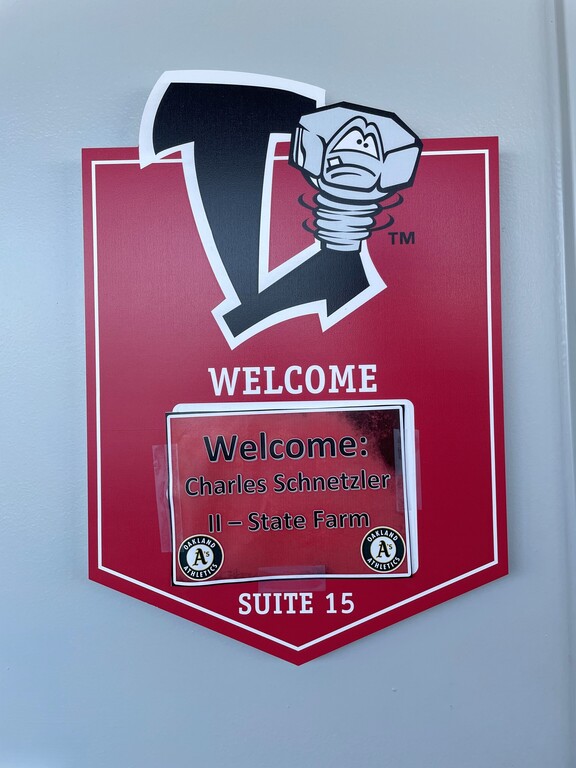 L
TM
WELCOME
Welcome:
Charles Schnetzler
II – State Farm
OAKLAND
A's
ATHLETICS
OAKLAND
A's
ATHLETICS
SUITE 15